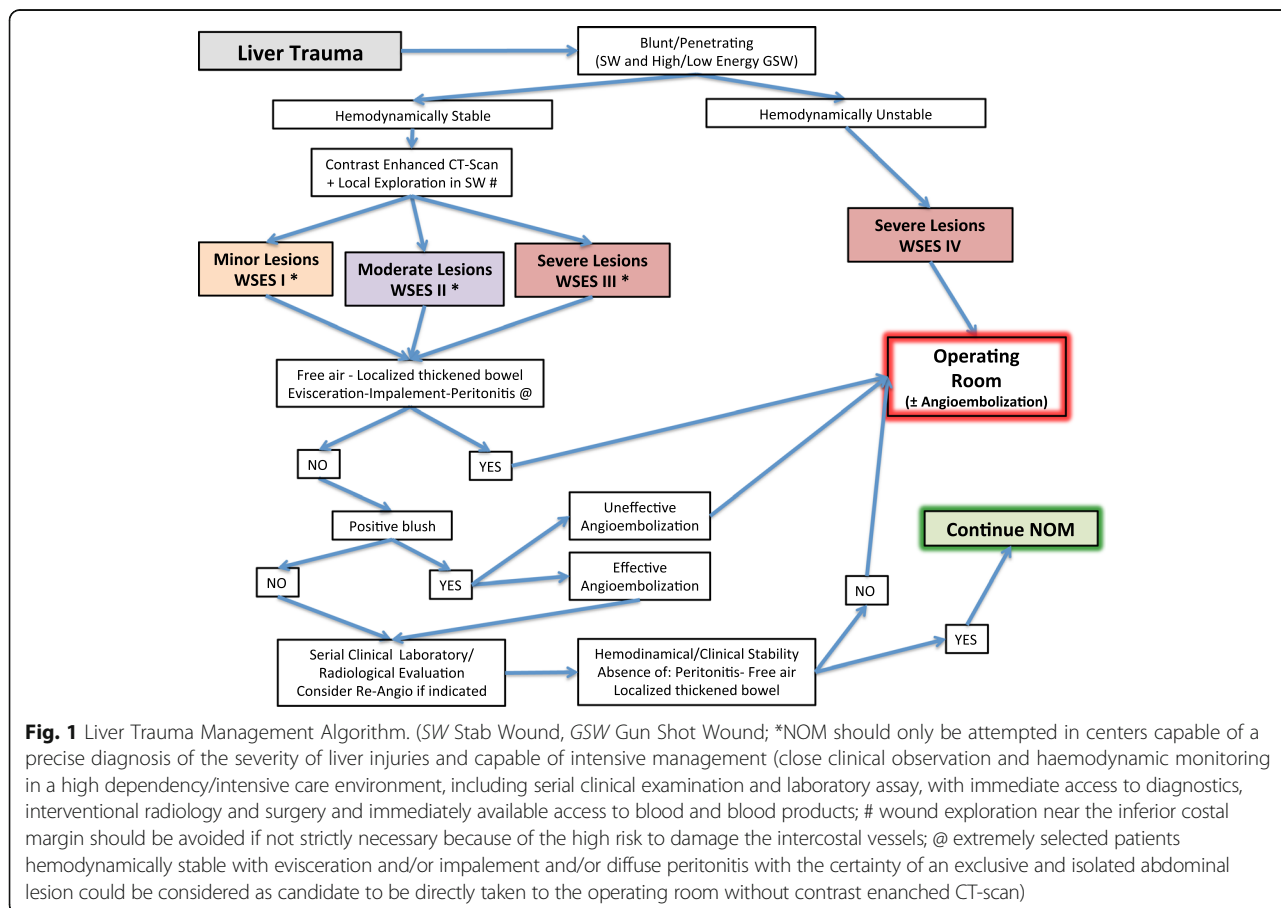 Liver Trauma
Blunt/Penetrating
(SW and High/Low Energy GSW)
Hemodynamically Stable
Hemodynamically Unstable
Contrast Enhanced CT-Scan
+ Local Exploration in SW #
Minor Lesions
WSES I *
Moderate Lesions
WSES II *
Severe Lesions
WSES III *
Severe Lesions
WSES IV
Free air - Localized thickened bowel
Evisceration-Impalement-Peritonitis @
Operating
Room
(± Angioembolization)
NO
YES
Positive blush
Uneffective
Angioembolization
Continue NOM
NO
YES
Effective
Angioembolization
NO
YES
Serial Clinical Laboratory/
Radiological Evaluation
Consider Re-Angio if indicated
Hemodinamical/Clinical Stability
Absence of: Peritonitis- Free air
Localized thickened bowel
Fig. 1 Liver Trauma Management Algorithm. (SW Stab Wound, GSW Gun Shot Wound; *NOM should only be attempted in centers capable of a
precise diagnosis of the severity of liver injuries and capable of intensive management (close clinical observation and haemodynamic monitoring
in a high dependency/intensive care environment, including serial clinical examination and laboratory assay, with immediate access to diagnostics,
interventional radiology and surgery and immediately available access to blood and blood products; # wound exploration near the inferior costal
margin should be avoided if not strictly necessary because of the high risk to damage the intercostal vessels; @ extremely selected patients
hemodynamically stable with evisceration and/or impalement and/or diffuse peritonitis with the certainty of an exclusive and isolated abdominal
lesion could be considered as candidate to be directly taken to the operating room without contrast enanched CT-scan)